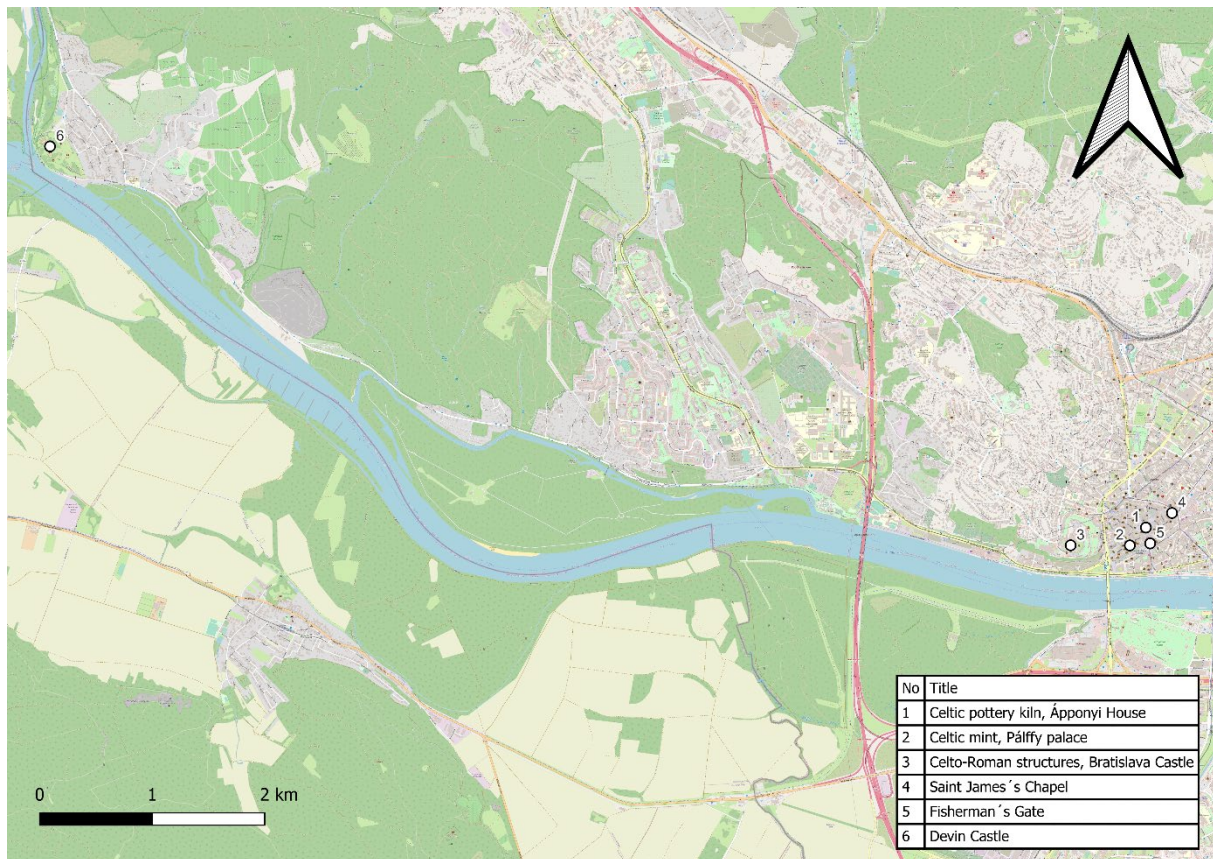 6
4
1
3
2
5
No Title
1 Celtic pottery kiln, Ápponyi House
2 Celtic mint, Pálffy palace
3 Celto-Roman structures, Bratislava Castle
4 Saint James´s Chapel
5 Fisherman´s Gate
6 Devin Castle
0 1 2 km